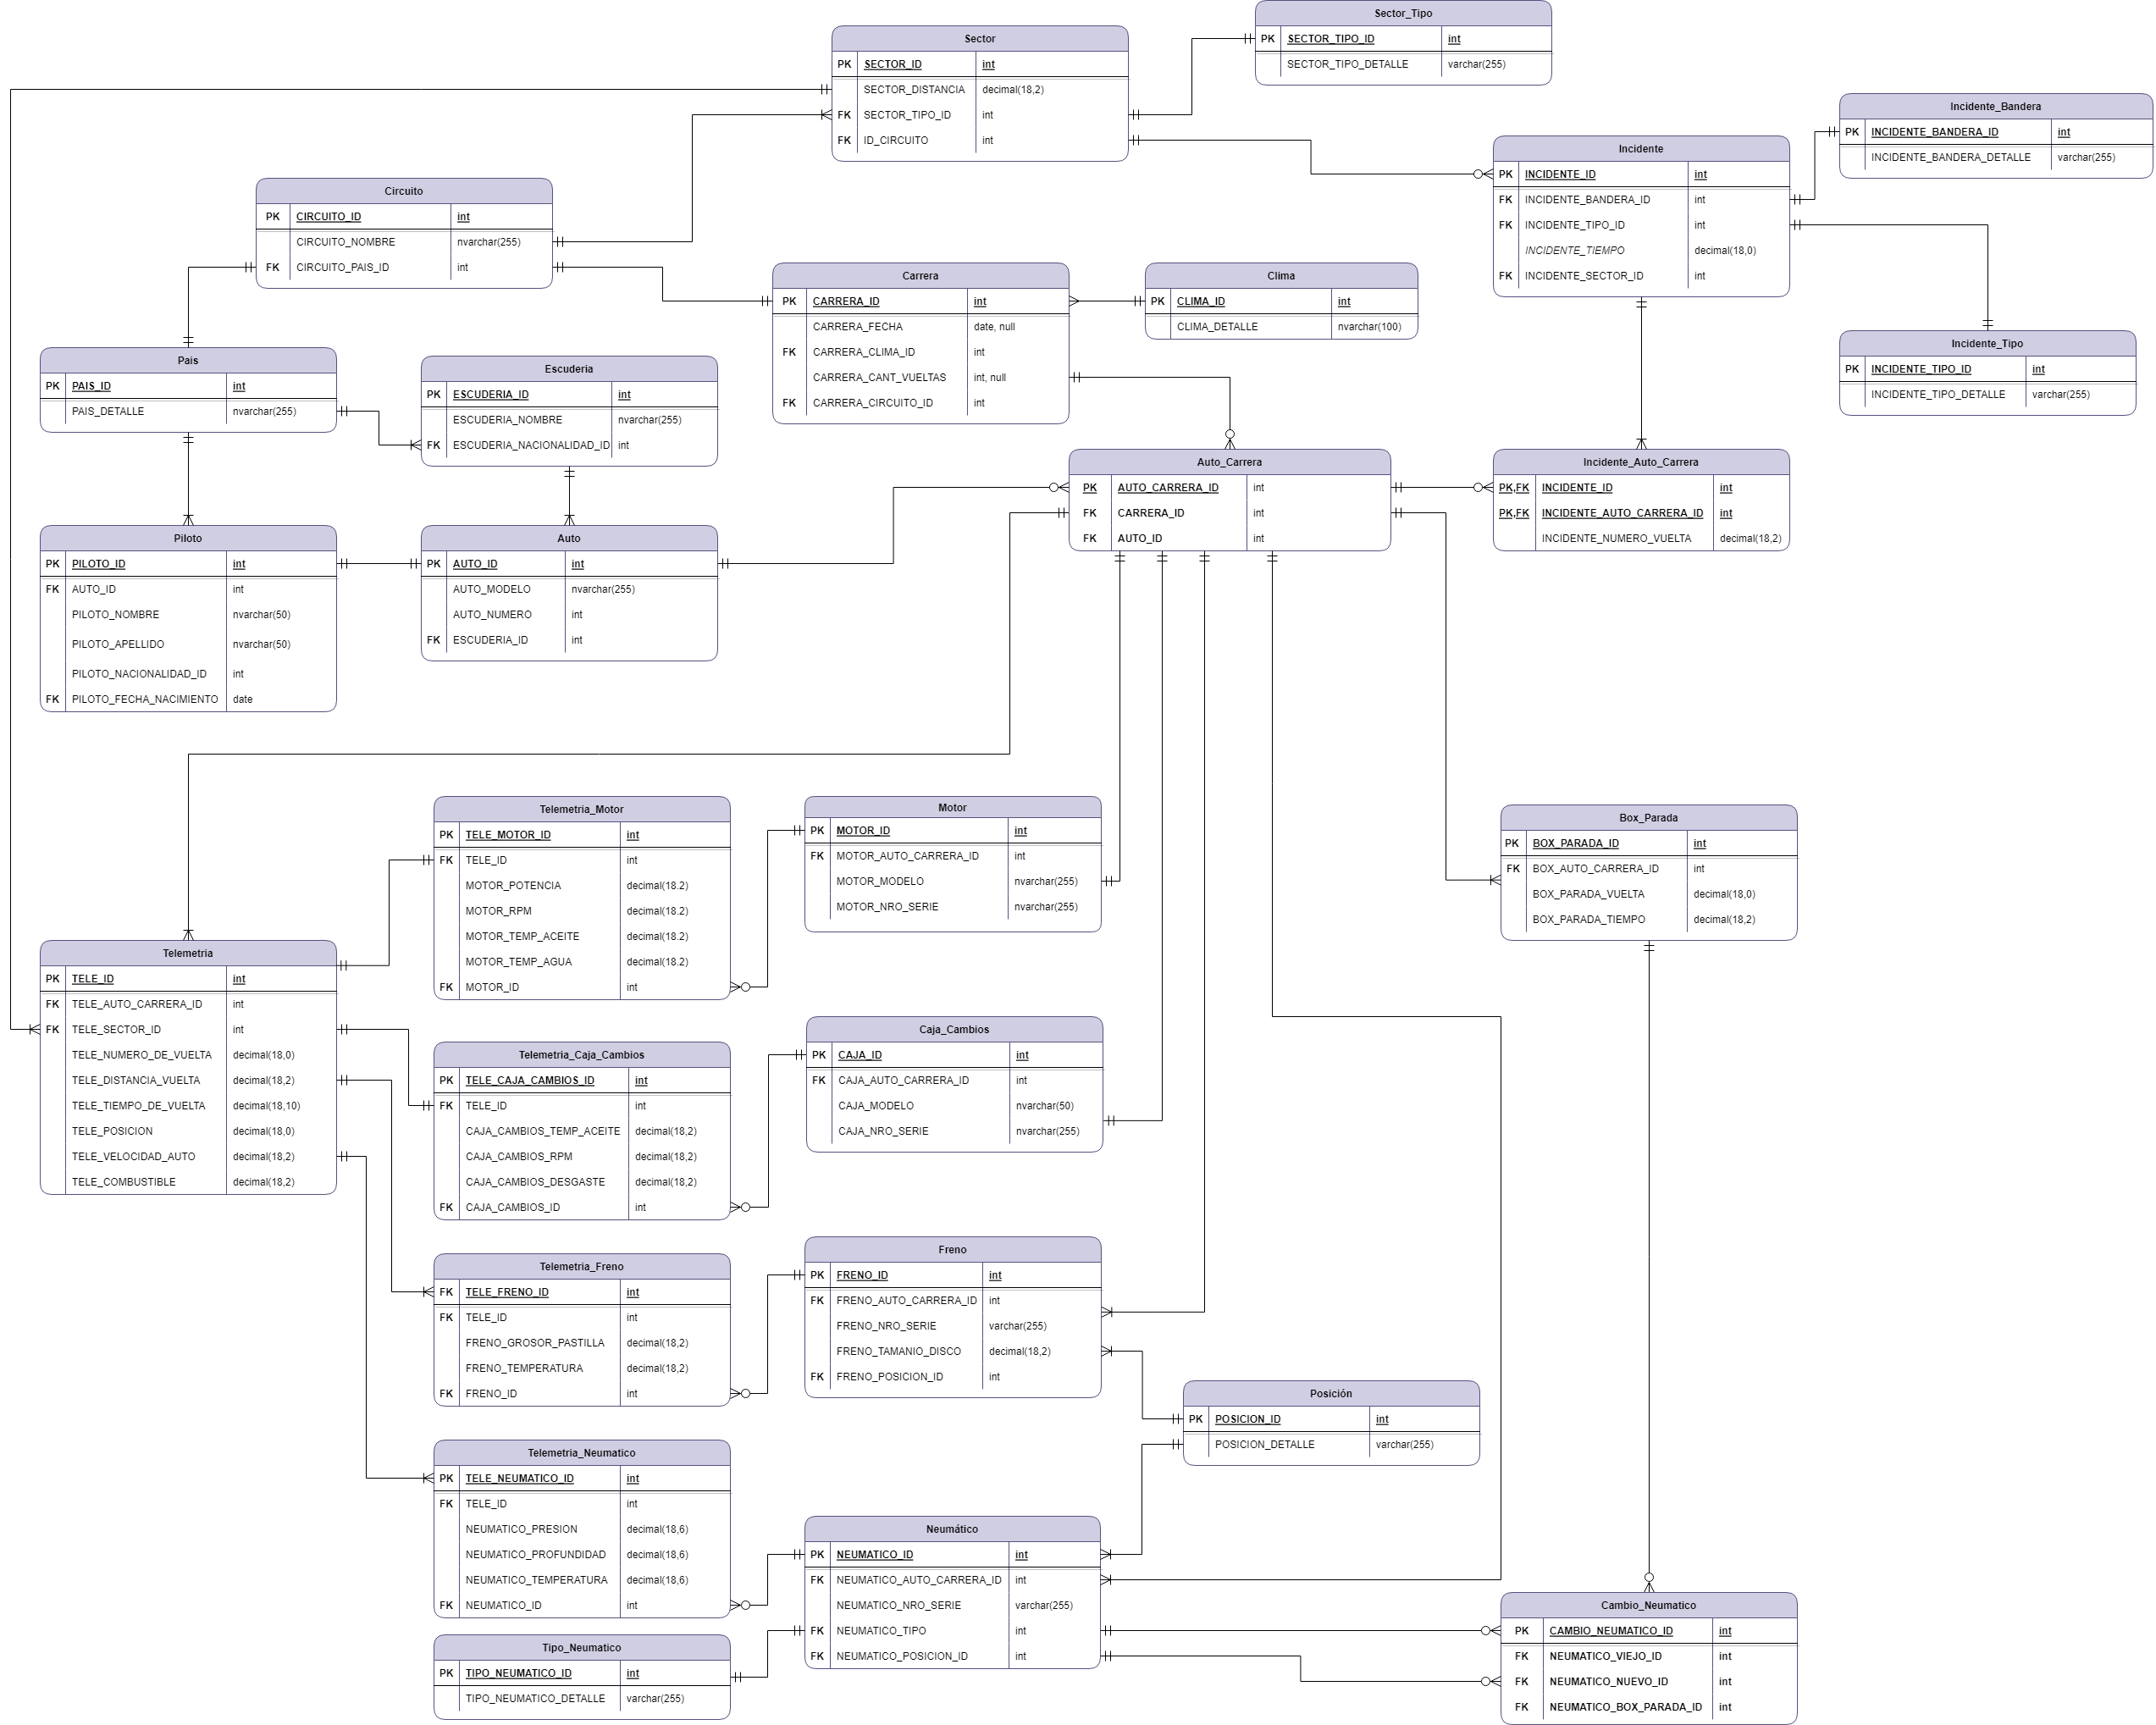 Sector_Tipo
PK SECTOR_TIPO_ID int
SECTOR_TIPO_DETALLE varchar(255)
Sector
PK SECTOR_ID int
SECTOR_DISTANCIA decimal(18,2)
FK SECTOR_TIPO_ID int
FK ID_CIRCUITO int
Incidente_Bandera
PK INCIDENTE_BANDERA_ID int
INCIDENTE_BANDERA_DETALLE varchar(255)
Incidente
PK INCIDENTE_ID int
FK INCIDENTE_BANDERA_ID int
FK INCIDENTE_TIPO_ID int
INCIDENTE_TIEMPO decimal(18,0)
FK INCIDENTE_SECTOR_ID int
Circuito
PK CIRCUITO_ID int
CIRCUITO_NOMBRE nvarchar(255)
FK CIRCUITO_PAIS_ID int
Carrera
PK CARRERA_ID int
CARRERA_FECHA date, null
FK CARRERA_CLIMA_ID int
CARRERA_CANT_VUELTAS int, null
FK CARRERA_CIRCUITO_ID int
Clima
PK CLIMA_ID int
CLIMA_DETALLE nvarchar(100)
Incidente_Tipo
PK INCIDENTE_TIPO_ID int
INCIDENTE_TIPO_DETALLE varchar(255)
Pais
PK PAIS_ID int
PAIS_DETALLE nvarchar(255)
Escuderia
PK ESCUDERIA_ID int
ESCUDERIA_NOMBRE nvarchar(255)
FK ESCUDERIA_NACIONALIDAD_ID int
Auto_Carrera
PK AUTO_CARRERA_ID int
FK CARRERA_ID int
FK AUTO_ID int
Incidente_Auto_Carrera
PK,FK INCIDENTE_ID int
PK,FK INCIDENTE_AUTO_CARRERA_ID int
INCIDENTE_NUMERO_VUELTA decimal(18,2)
Piloto
PK PILOTO_ID int
FK AUTO_ID int
PILOTO_NOMBRE nvarchar(50)
PILOTO_APELLIDO nvarchar(50)
PILOTO_NACIONALIDAD_ID int
FK PILOTO_FECHA_NACIMIENTO date
Auto
PK AUTO_ID int
AUTO_MODELO nvarchar(255)
AUTO_NUMERO int
FK ESCUDERIA_ID int
Telemetria_Motor
PK TELE_MOTOR_ID int
FK TELE_ID int
MOTOR_POTENCIA decimal(18.2)
MOTOR_RPM decimal(18.2)
MOTOR_TEMP_ACEITE decimal(18.2)
MOTOR_TEMP_AGUA decimal(18.2)
FK MOTOR_ID int
Motor
PK MOTOR_ID int
FK MOTOR_AUTO_CARRERA_ID int
MOTOR_MODELO nvarchar(255)
MOTOR_NRO_SERIE nvarchar(255)
Box_Parada
PK BOX_PARADA_ID int
FK BOX_AUTO_CARRERA_ID int
BOX_PARADA_VUELTA decimal(18,0)
BOX_PARADA_TIEMPO decimal(18,2)
Telemetria
PK TELE_ID int
FK TELE_AUTO_CARRERA_ID int
FK TELE_SECTOR_ID int
TELE_NUMERO_DE_VUELTA decimal(18,0)
TELE_DISTANCIA_VUELTA decimal(18,2)
TELE_TIEMPO_DE_VUELTA decimal(18,10)
TELE_POSICION decimal(18,0)
TELE_VELOCIDAD_AUTO decimal(18,2)
TELE_COMBUSTIBLE decimal(18,2)
Telemetria_Caja_Cambios
PK TELE_CAJA_CAMBIOS_ID int
FK TELE_ID int
CAJA_CAMBIOS_TEMP_ACEITE decimal(18,2)
CAJA_CAMBIOS_RPM decimal(18,2)
CAJA_CAMBIOS_DESGASTE decimal(18,2)
FK CAJA_CAMBIOS_ID int
Caja_Cambios
PK CAJA_ID int
FK CAJA_AUTO_CARRERA_ID int
CAJA_MODELO nvarchar(50)
CAJA_NRO_SERIE nvarchar(255)
Telemetria_Freno
FK TELE_FRENO_ID int
FK TELE_ID int
FRENO_GROSOR_PASTILLA decimal(18,2)
FRENO_TEMPERATURA decimal(18,2)
FK FRENO_ID int
Freno
PK FRENO_ID int
FK FRENO_AUTO_CARRERA_ID int
FRENO_NRO_SERIE varchar(255)
FRENO_TAMANIO_DISCO decimal(18,2)
FK FRENO_POSICION_ID int
Posición
PK POSICION_ID int
POSICION_DETALLE varchar(255)
Telemetria_Neumatico
PK TELE_NEUMATICO_ID int
FK TELE_ID int
NEUMATICO_PRESION decimal(18,6)
NEUMATICO_PROFUNDIDAD decimal(18,6)
NEUMATICO_TEMPERATURA decimal(18,6)
FK NEUMATICO_ID int
Neumático
PK NEUMATICO_ID int
FK NEUMATICO_AUTO_CARRERA_ID int
NEUMATICO_NRO_SERIE varchar(255)
FK NEUMATICO_TIPO int
FK NEUMATICO_POSICION_ID int
Tipo_Neumatico
PK TIPO_NEUMATICO_ID int
TIPO_NEUMATICO_DETALLE varchar(255)
Cambio_Neumatico
PK CAMBIO_NEUMATICO_ID int
FK NEUMATICO_VIEJO_ID int
FK NEUMATICO_NUEVO_ID int
FK NEUMATICO_BOX_PARADA_ID int